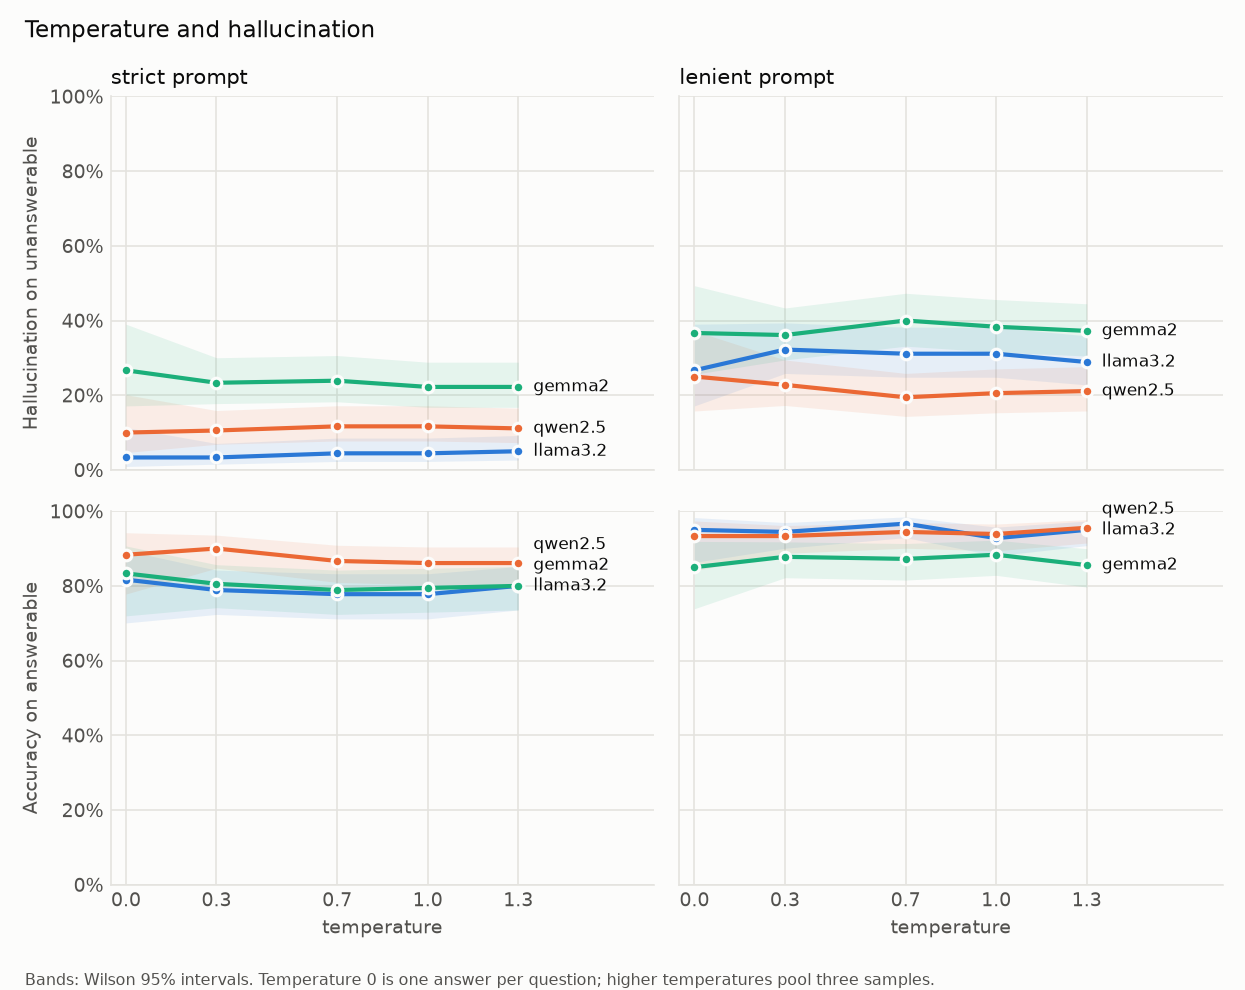 Temperature and hallucination
strict prompt
lenient prompt
Hallucination on unanswerable
100%
80%
60%
40%
20%
0%
gemma2
qwen2.5
llama3.2
gemma2
llama3.2
qwen2.5
Accuracy on answerable
100%
80%
60%
40%
20%
0%
qwen2.5
gemma2
llama3.2
qwen2.5
llama3.2
gemma2
0.0 0.3 0.7 1.0 1.3
temperature
0.0 0.3 0.7 1.0 1.3
temperature
Bands: Wilson 95% intervals. Temperature 0 is one answer per question; higher temperatures pool three samples.